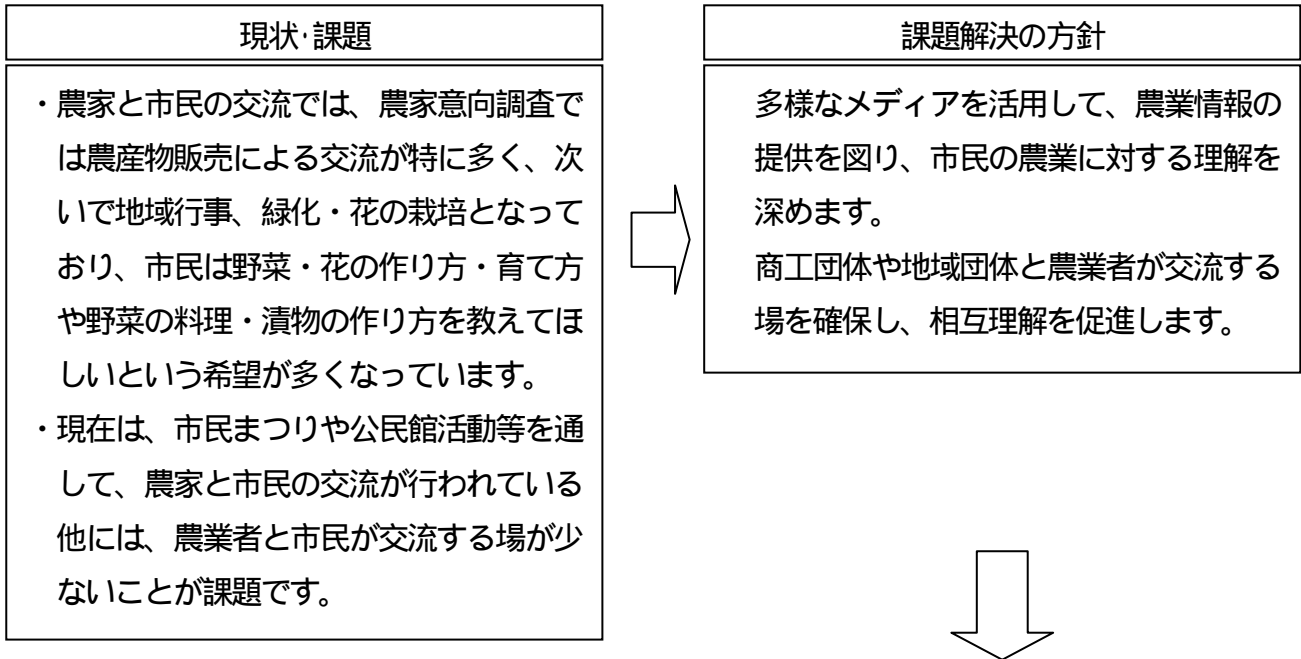 現状･課題
・農家と市民の交流では、農家意向調査で
は農産物販売による交流が特に多く、次
いで地域行事、緑化・花の栽培となって
おり、市民は野菜・花の作り方・育て方
や野菜の料理・漬物の作り方を教えてほ
しいという希望が多くなっています。
・現在は、市民まつりや公民館活動等を通
して、農家と市民の交流が行われている
他には、農業者と市民が交流する場が少
ないことが課題です。
課題解決の方針
多様なメディアを活用して、農業情報の
提供を図り、市民の農業に対する理解を
深めます。
商工団体や地域団体と農業者が交流する
場を確保し、相互理解を促進します。